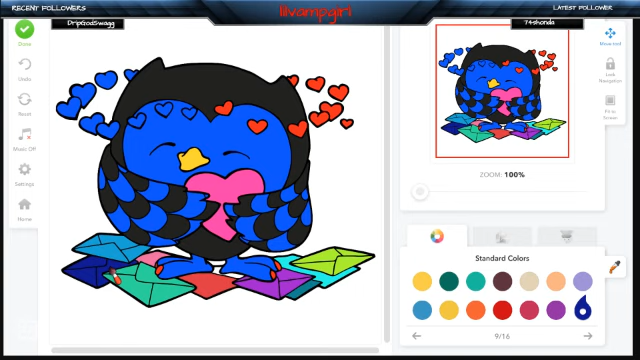 RECENT FOLLOWERS
lilvampgirl
LATEST FOLLOWER
DripGodSwagg
74shonda
Done
Undo
Reset
Music Off
Settings
Home
Move tool
Lock
Navigation
Fit to
Screen
ZOOM: 100%
Standard Colors
9/16